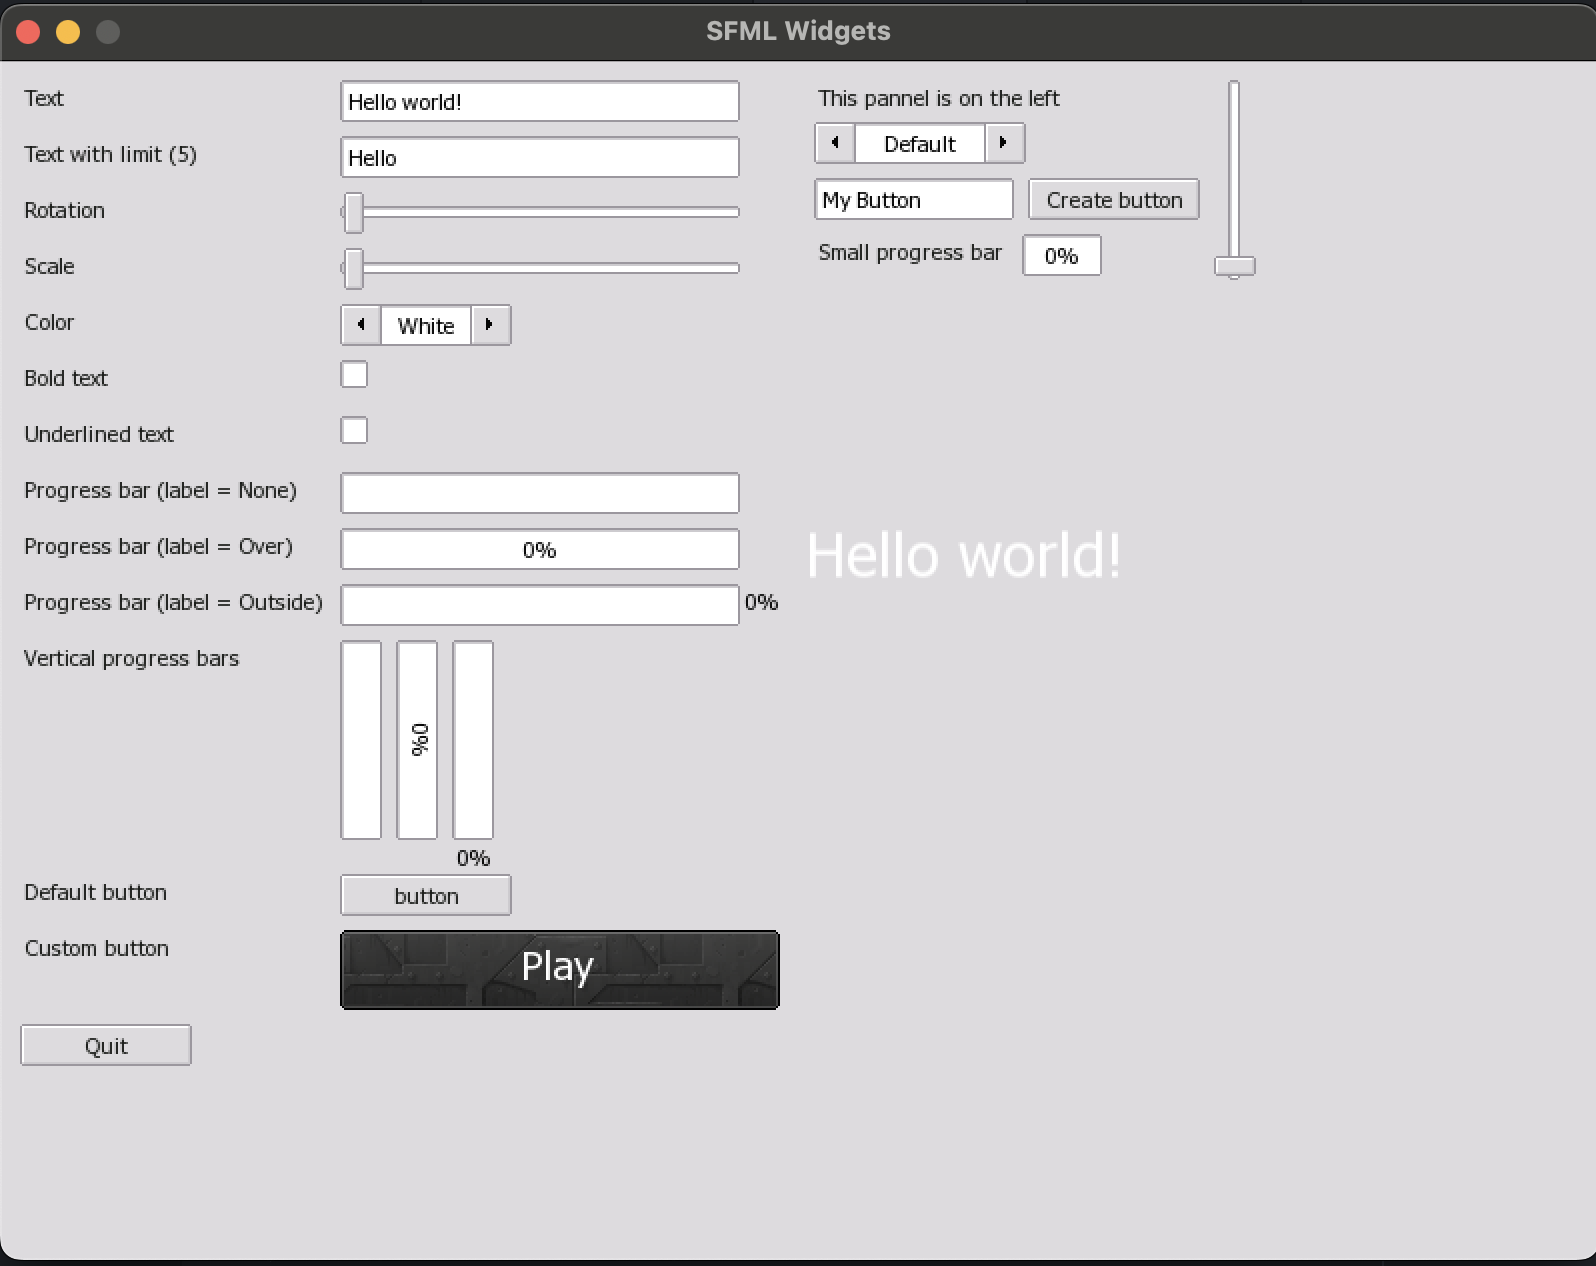 SFML Widgets
Text
Hello world!
Text with limit (5)
Hello
Rotation
Scale
Color
White
Bold text
Underlined text
Progress bar (label = None)
Progress bar (label = Over)
0%
Progress bar (label = Outside)
0%
Vertical progress bars
0%
0%
Default button
button
Custom button
Play
Quit
This pannel is on the left
Default
My Button
Create button
Small progress bar
0%
Hello world!